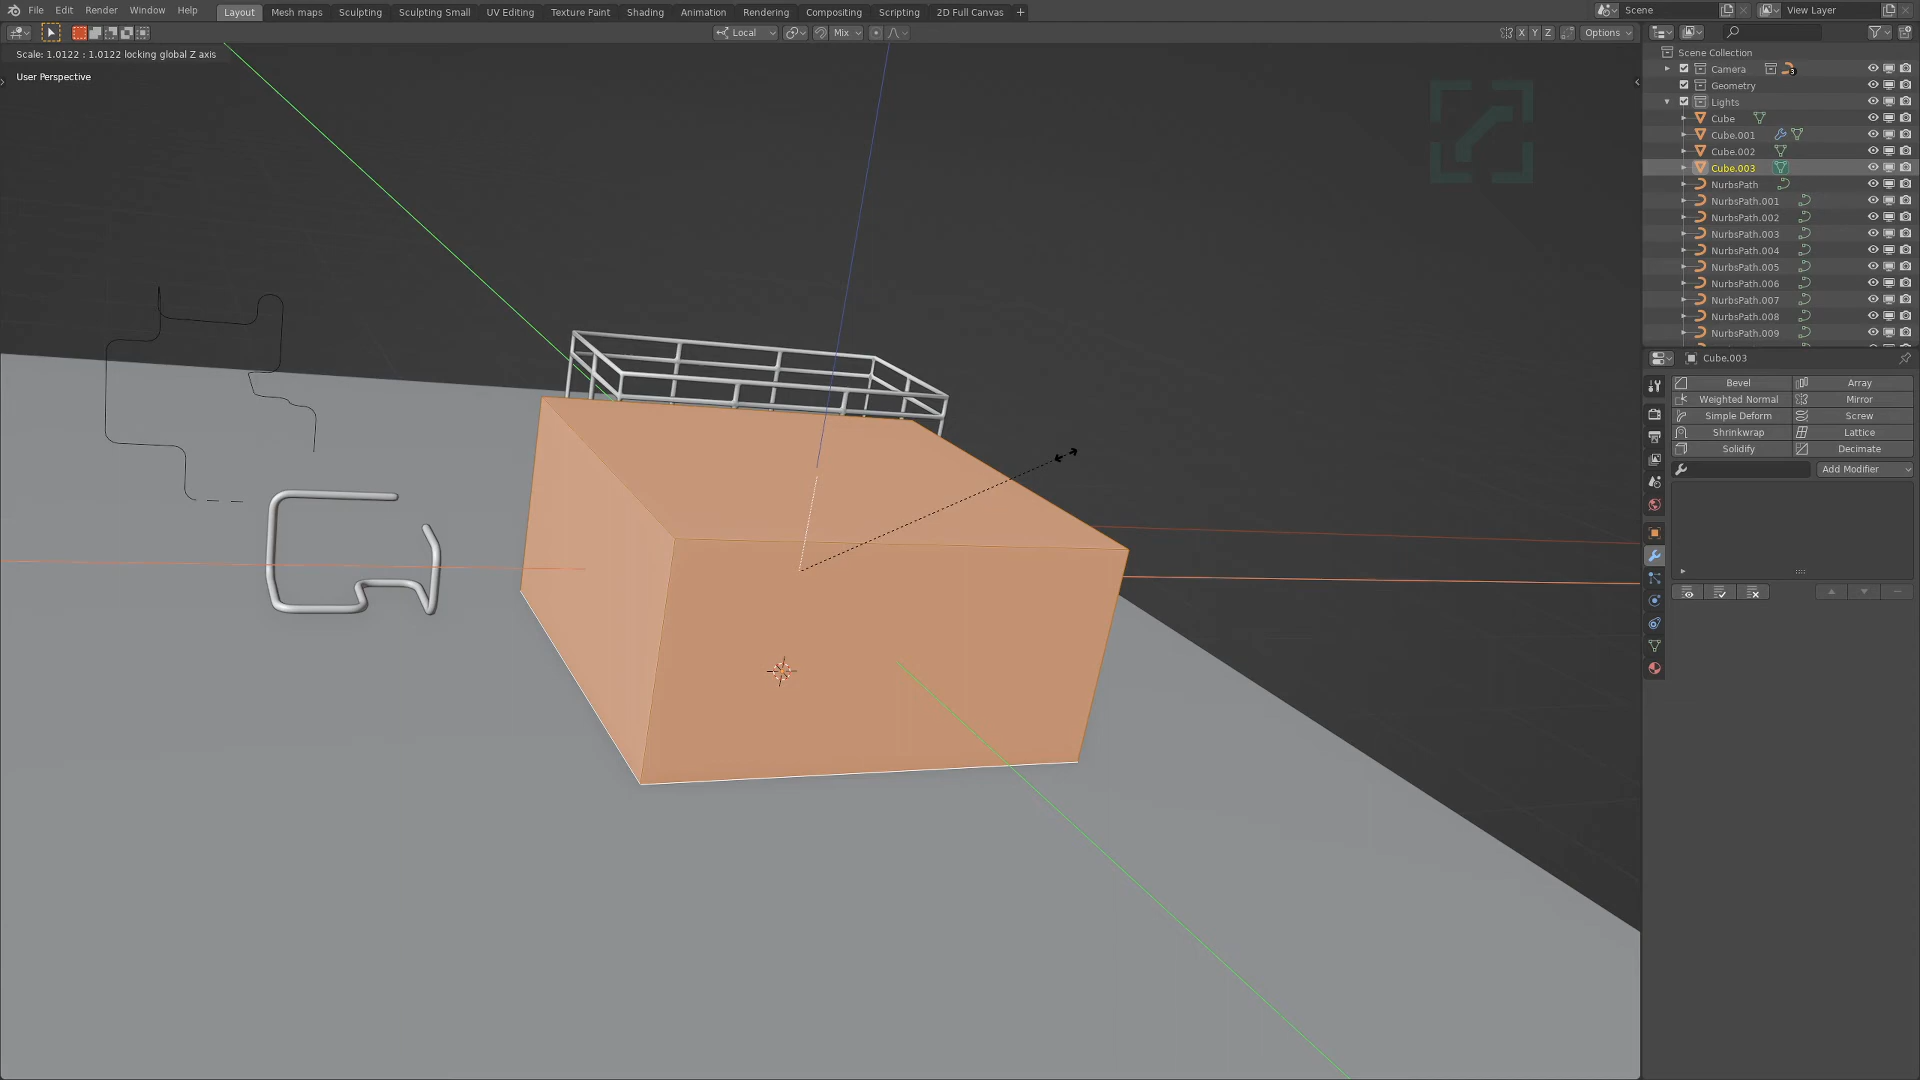 File Edit Render Window Help Layout Mesh maps Sculpting Sculpting Small UV Editing Texture Paint Shading Animation Rendering Compositing Scripting 2D Full Canvas + Scene View Layer
Local Mix X Y Z Options
Scale: 1.0122 : 1.0122 locking global Z axis
User Perspective
Scene Collection
Camera 3
Geometry
Lights
Cube
Cube.001
Cube.002
Cube.003
NurbsPath
NurbsPath.001
NurbsPath.002
NurbsPath.003
NurbsPath.004
NurbsPath.005
NurbsPath.006
NurbsPath.007
NurbsPath.008
NurbsPath.009
Cube.003
Bevel Array
Weighted Normal Mirror
Simple Deform Screw
Shrinkwrap Lattice
Solidify Decimate
Add Modifier